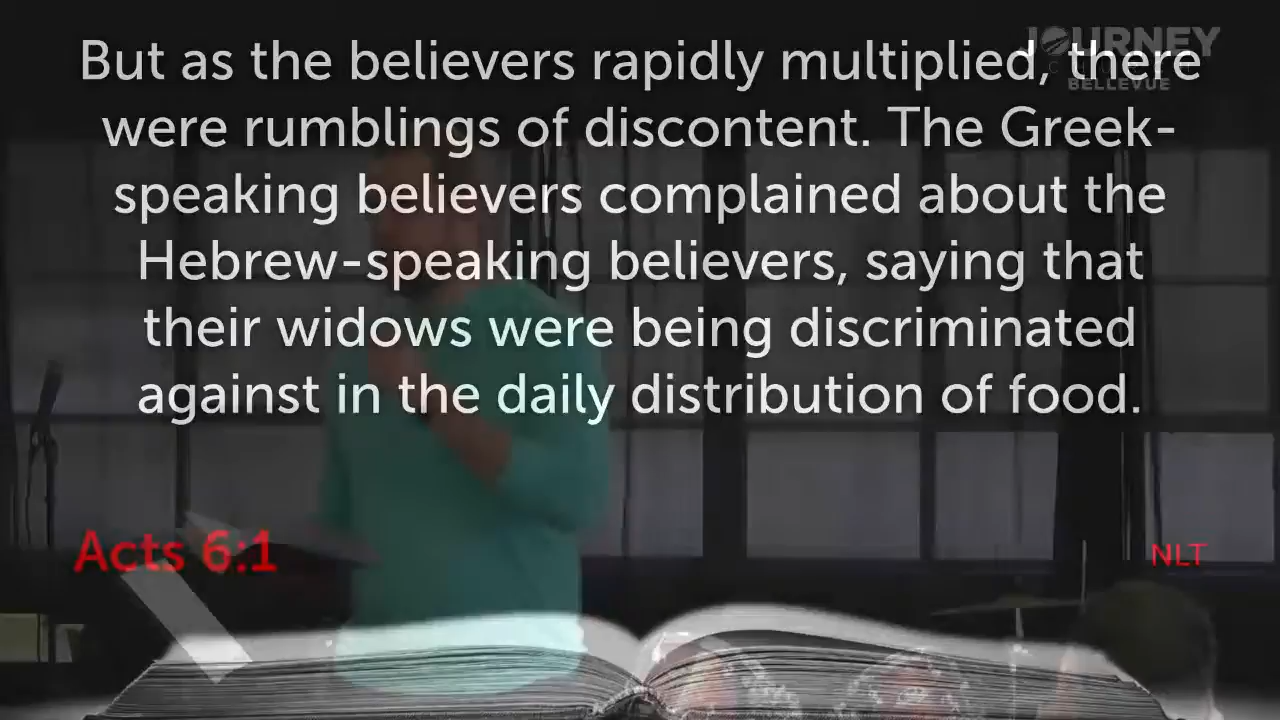 But as the believers rapidly multiplied, there
were rumblings of discontent. The Greek-
speaking believers complained about the
Hebrew-speaking believers, saying that
their widows were being discriminated
against in the daily distribution of food.
Acts 6:1
NLT
JOURNEY
CHURCH
BELLEVUE